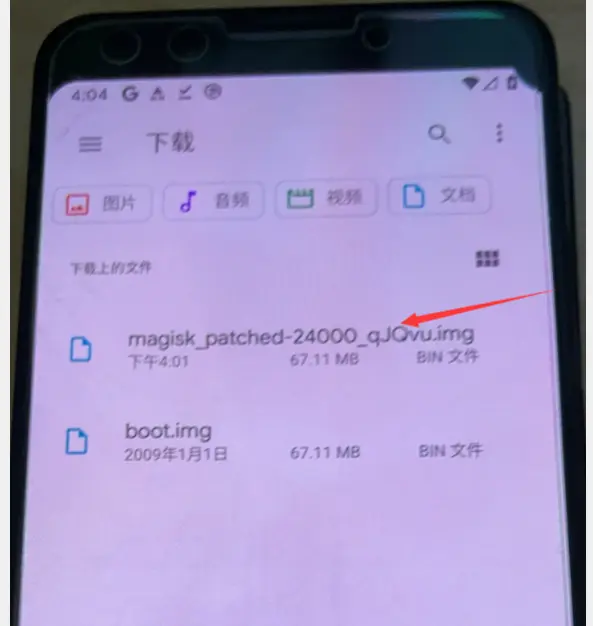 4:04
下载
图片 音频 视频 文档
下载上的文件
magisk_patched-24000_qJQvu.img
下午4:01 67.11 MB BIN 文件
boot.img
2009年1月1日 67.11 MB BIN 文件